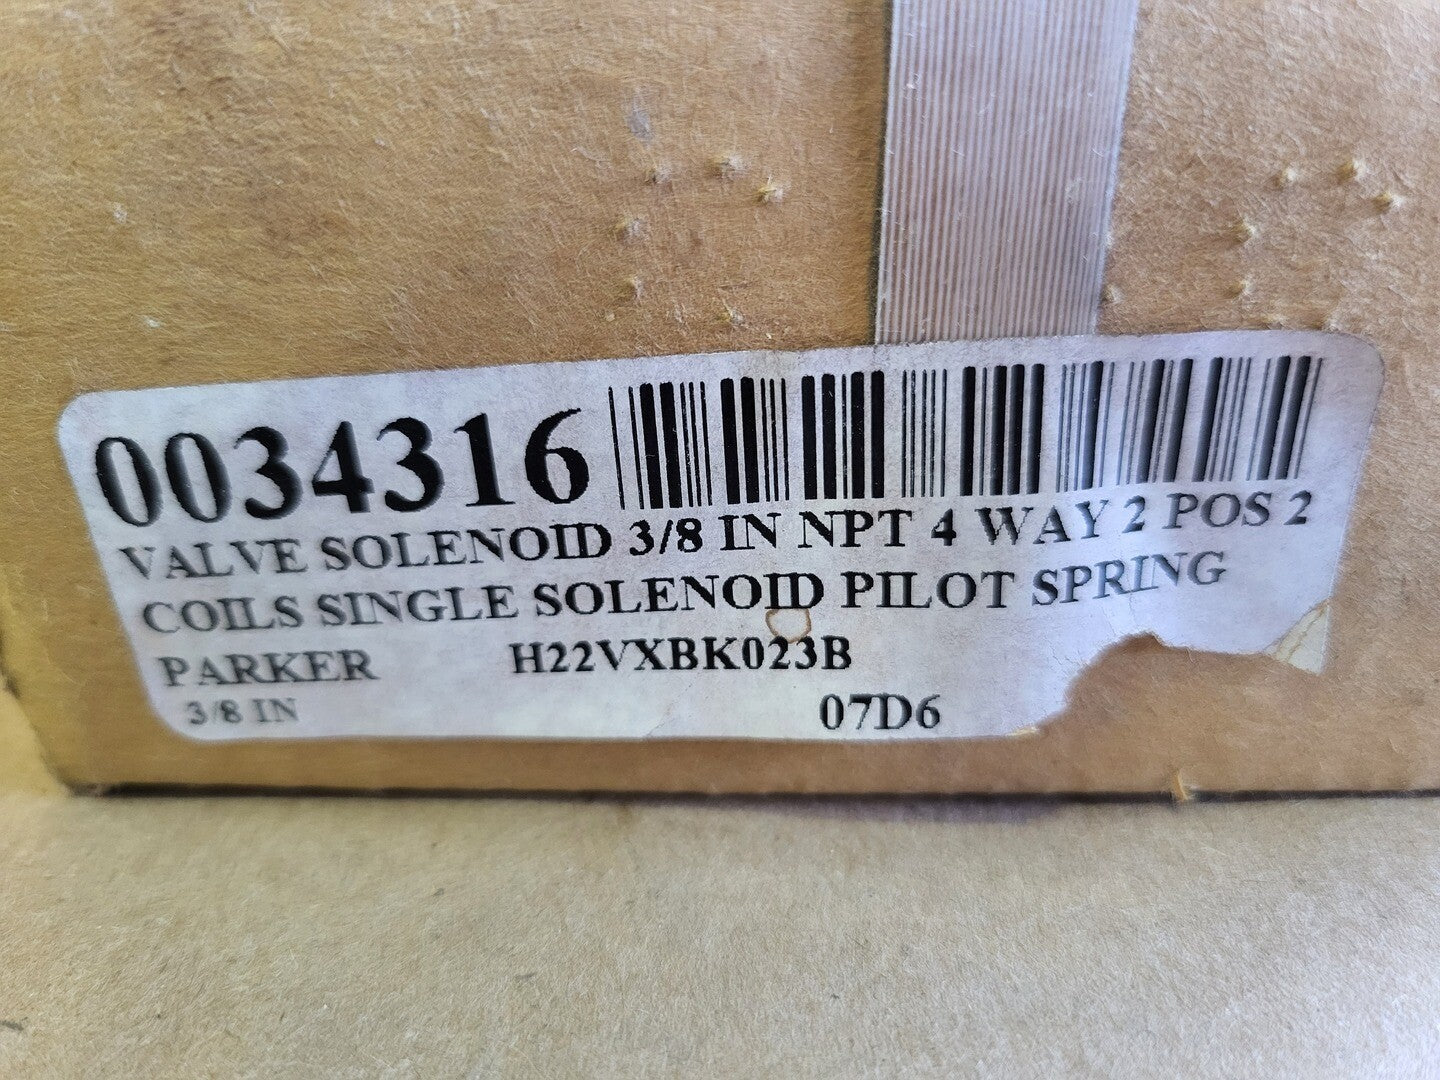 0034316
VALVE SOLENOID 3/8 IN NPT 4 WAY 2 POS 2
COILS SINGLE SOLENOID PILOT SPRING
PARKER H22VXBK023B
3/8 IN 07D6